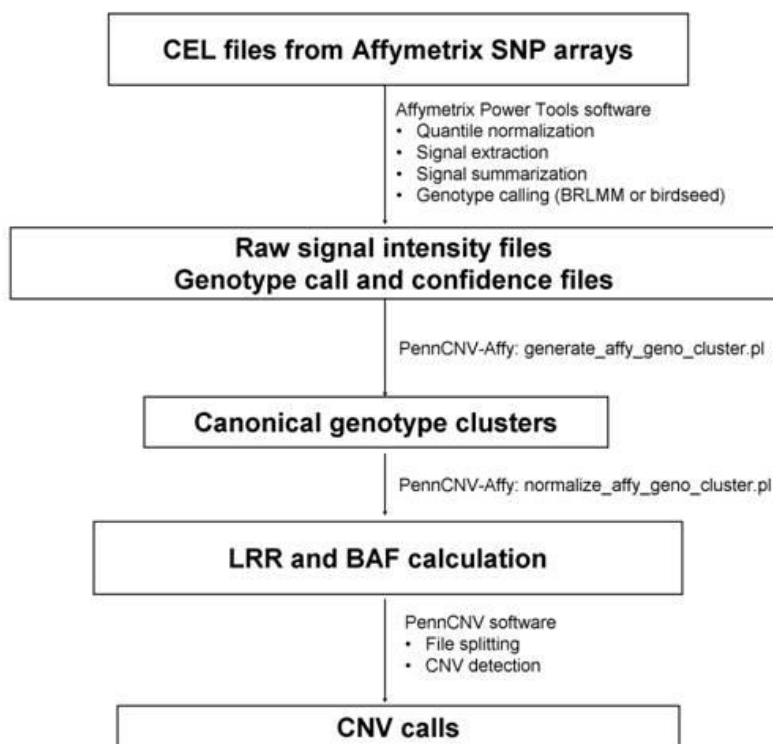 CEL files from Affymetrix SNP arrays
Affymetrix Power Tools software
• Quantile normalization
• Signal extraction
• Signal summarization
• Genotype calling (BRLMM or birdseed)
Raw signal intensity files
Genotype call and confidence files
PennCNV-Affy: generate_affy_geno_cluster.pl
Canonical genotype clusters
PennCNV-Affy: normalize_affy_geno_cluster.pl
LRR and BAF calculation
PennCNV software
• File splitting
• CNV detection
CNV calls